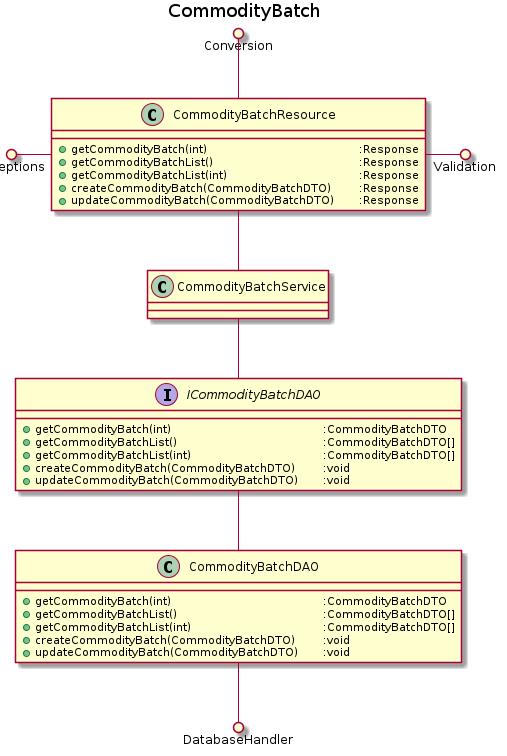 CommodityBatch
Conversion
C CommodityBatchResource
getCommodityBatch(int) :Response
getCommodityBatchList() :Response
getCommodityBatchList(int) :Response
createCommodityBatch(CommodityBatchDTO) :Response
updateCommodityBatch(CommodityBatchDTO) :Response
eptions
Validation
C CommodityBatchService
I ICommodityBatchDAO
getCommodityBatch(int) :CommodityBatchDTO
getCommodityBatchList() :CommodityBatchDTO[]
getCommodityBatchList(int) :CommodityBatchDTO[]
createCommodityBatch(CommodityBatchDTO) :void
updateCommodityBatch(CommodityBatchDTO) :void
C CommodityBatchDAO
getCommodityBatch(int) :CommodityBatchDTO
getCommodityBatchList() :CommodityBatchDTO[]
getCommodityBatchList(int) :CommodityBatchDTO[]
createCommodityBatch(CommodityBatchDTO) :void
updateCommodityBatch(CommodityBatchDTO) :void
DatabaseHandler